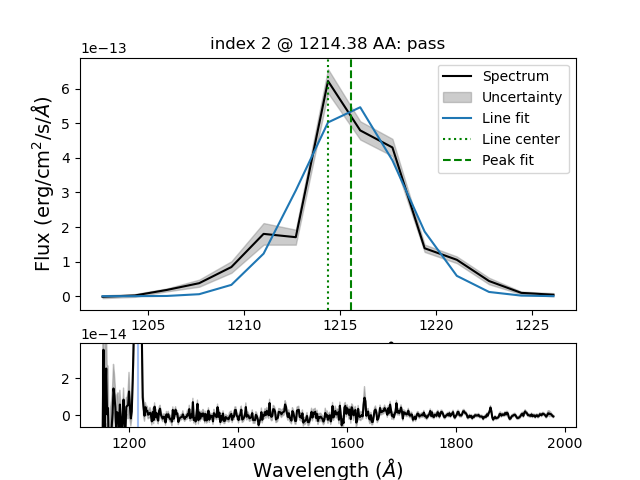 index 2 @ 1214.38 AA: pass
1e−13
Flux (erg/cm²/s/Å)
6
5
4
3
2
1
0
Spectrum
Uncertainty
Line fit
Line center
Peak fit
1205 1210 1215 1220 1225
1e−14
2
0
1200 1400 1600 1800 2000
Wavelength (Å)